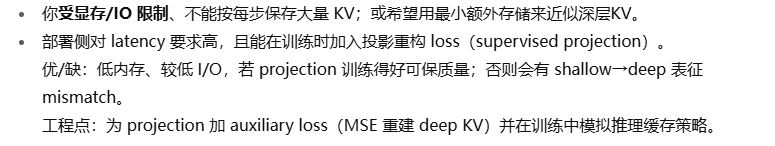 你受显存/IO 限制、不能按每步保存大量 KV；或希望用最小额外存储来近似深层KV。
部署侧对 latency 要求高，且能在训练时加入投影重构 loss（supervised projection）。
优/缺：低内存、较低 I/O，若 projection 训练得好可保质量；否则会有 shallow→deep 表征
mismatch。
工程点：为 projection 加 auxiliary loss（MSE 重建 deep KV）并在训练中模拟推理缓存策略。